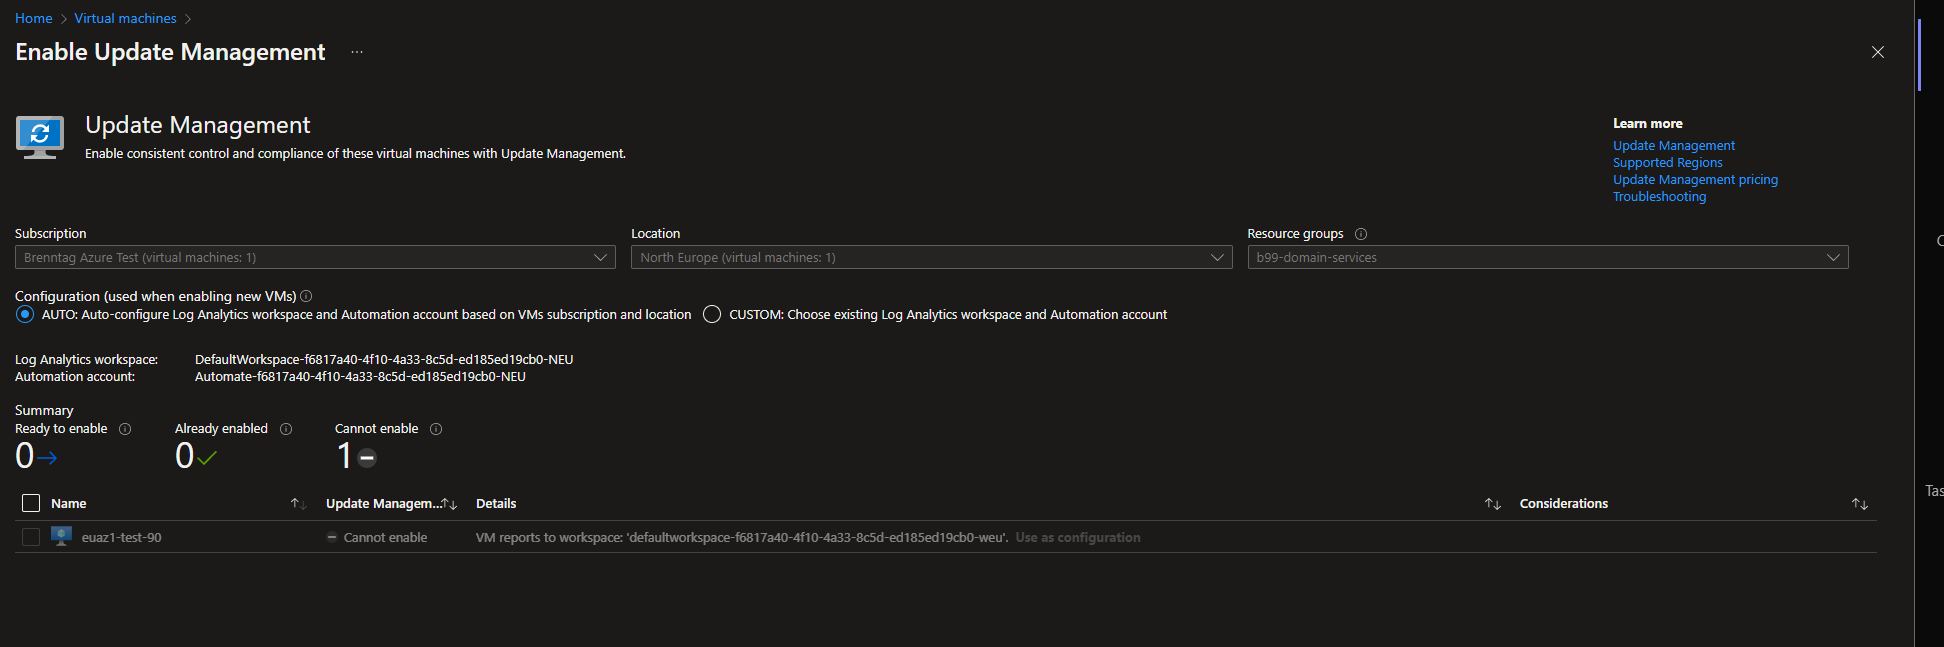 Home > Virtual machines >
Enable Update Management ...
Update Management
Enable consistent control and compliance of these virtual machines with Update Management.
Learn more
Update Management
Supported Regions
Update Management pricing
Troubleshooting
Subscription
Brenntag Azure Test (virtual machines: 1)
Location
North Europe (virtual machines: 1)
Resource groups
b99-domain-services
Configuration (used when enabling new VMs)
AUTO: Auto-configure Log Analytics workspace and Automation account based on VMs subscription and location
CUSTOM: Choose existing Log Analytics workspace and Automation account
Log Analytics workspace: DefaultWorkspace-f6817a40-4f10-4a33-8c5d-ed185ed19cb0-NEU
Automation account: Automate-f6817a40-4f10-4a33-8c5d-ed185ed19cb0-NEU
Summary
Ready to enable Already enabled Cannot enable
0 0 1
Name Update Managem... Details Considerations
euaz1-test-90 Cannot enable VM reports to workspace: 'defaultworkspace-f6817a40-4f10-4a33-8c5d-ed185ed19cb0-weu'. Use as configuration
Tas